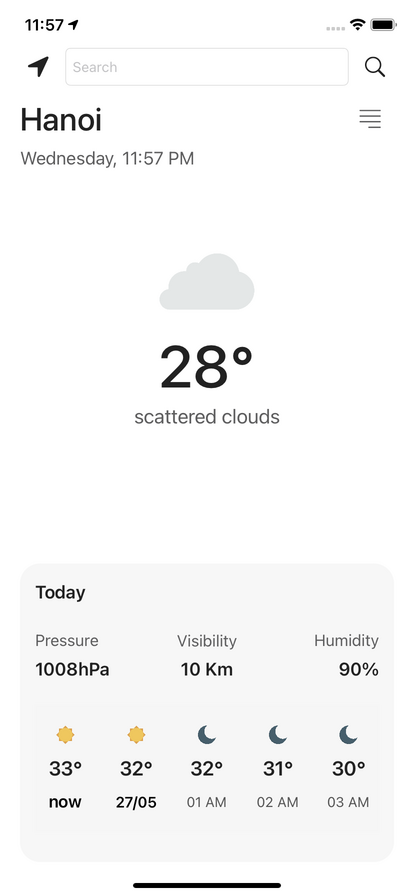 11:57
Search
Hanoi
Wednesday, 11:57 PM
28°
scattered clouds
Today
Pressure Visibility Humidity
1008hPa 10 Km 90%
33° 32° 32° 31° 30°
now 27/05 01 AM 02 AM 03 AM